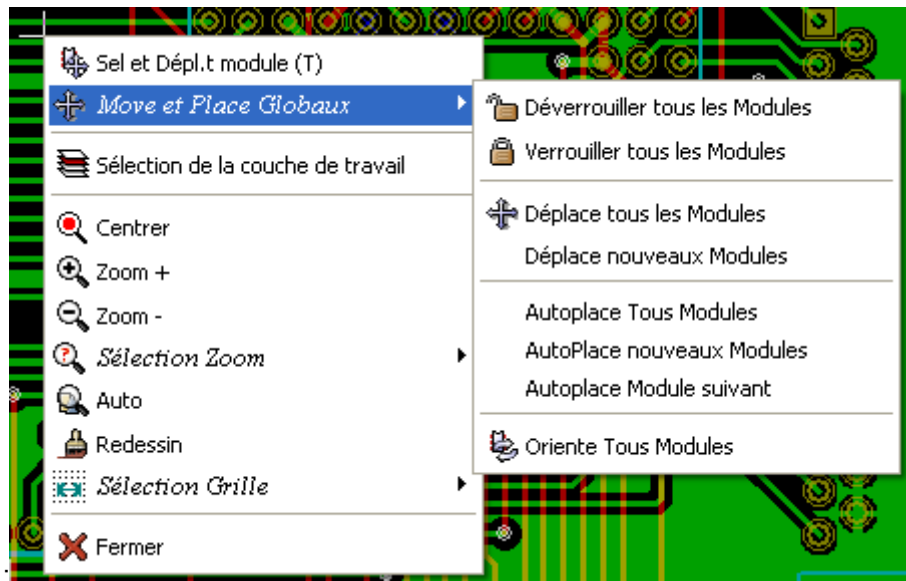 Sel et Dépl.t module (T)
Move et Place Globaux
Sélection de la couche de travail
Centrer
Zoom +
Zoom -
Sélection Zoom
Auto
Redessin
Sélection Grille
Fermer
Déverrouiller tous les Modules
Verrouiller tous les Modules
Déplace tous les Modules
Déplace nouveaux Modules
Autoplace Tous Modules
AutoPlace nouveaux Modules
Autoplace Module suivant
Oriente Tous Modules